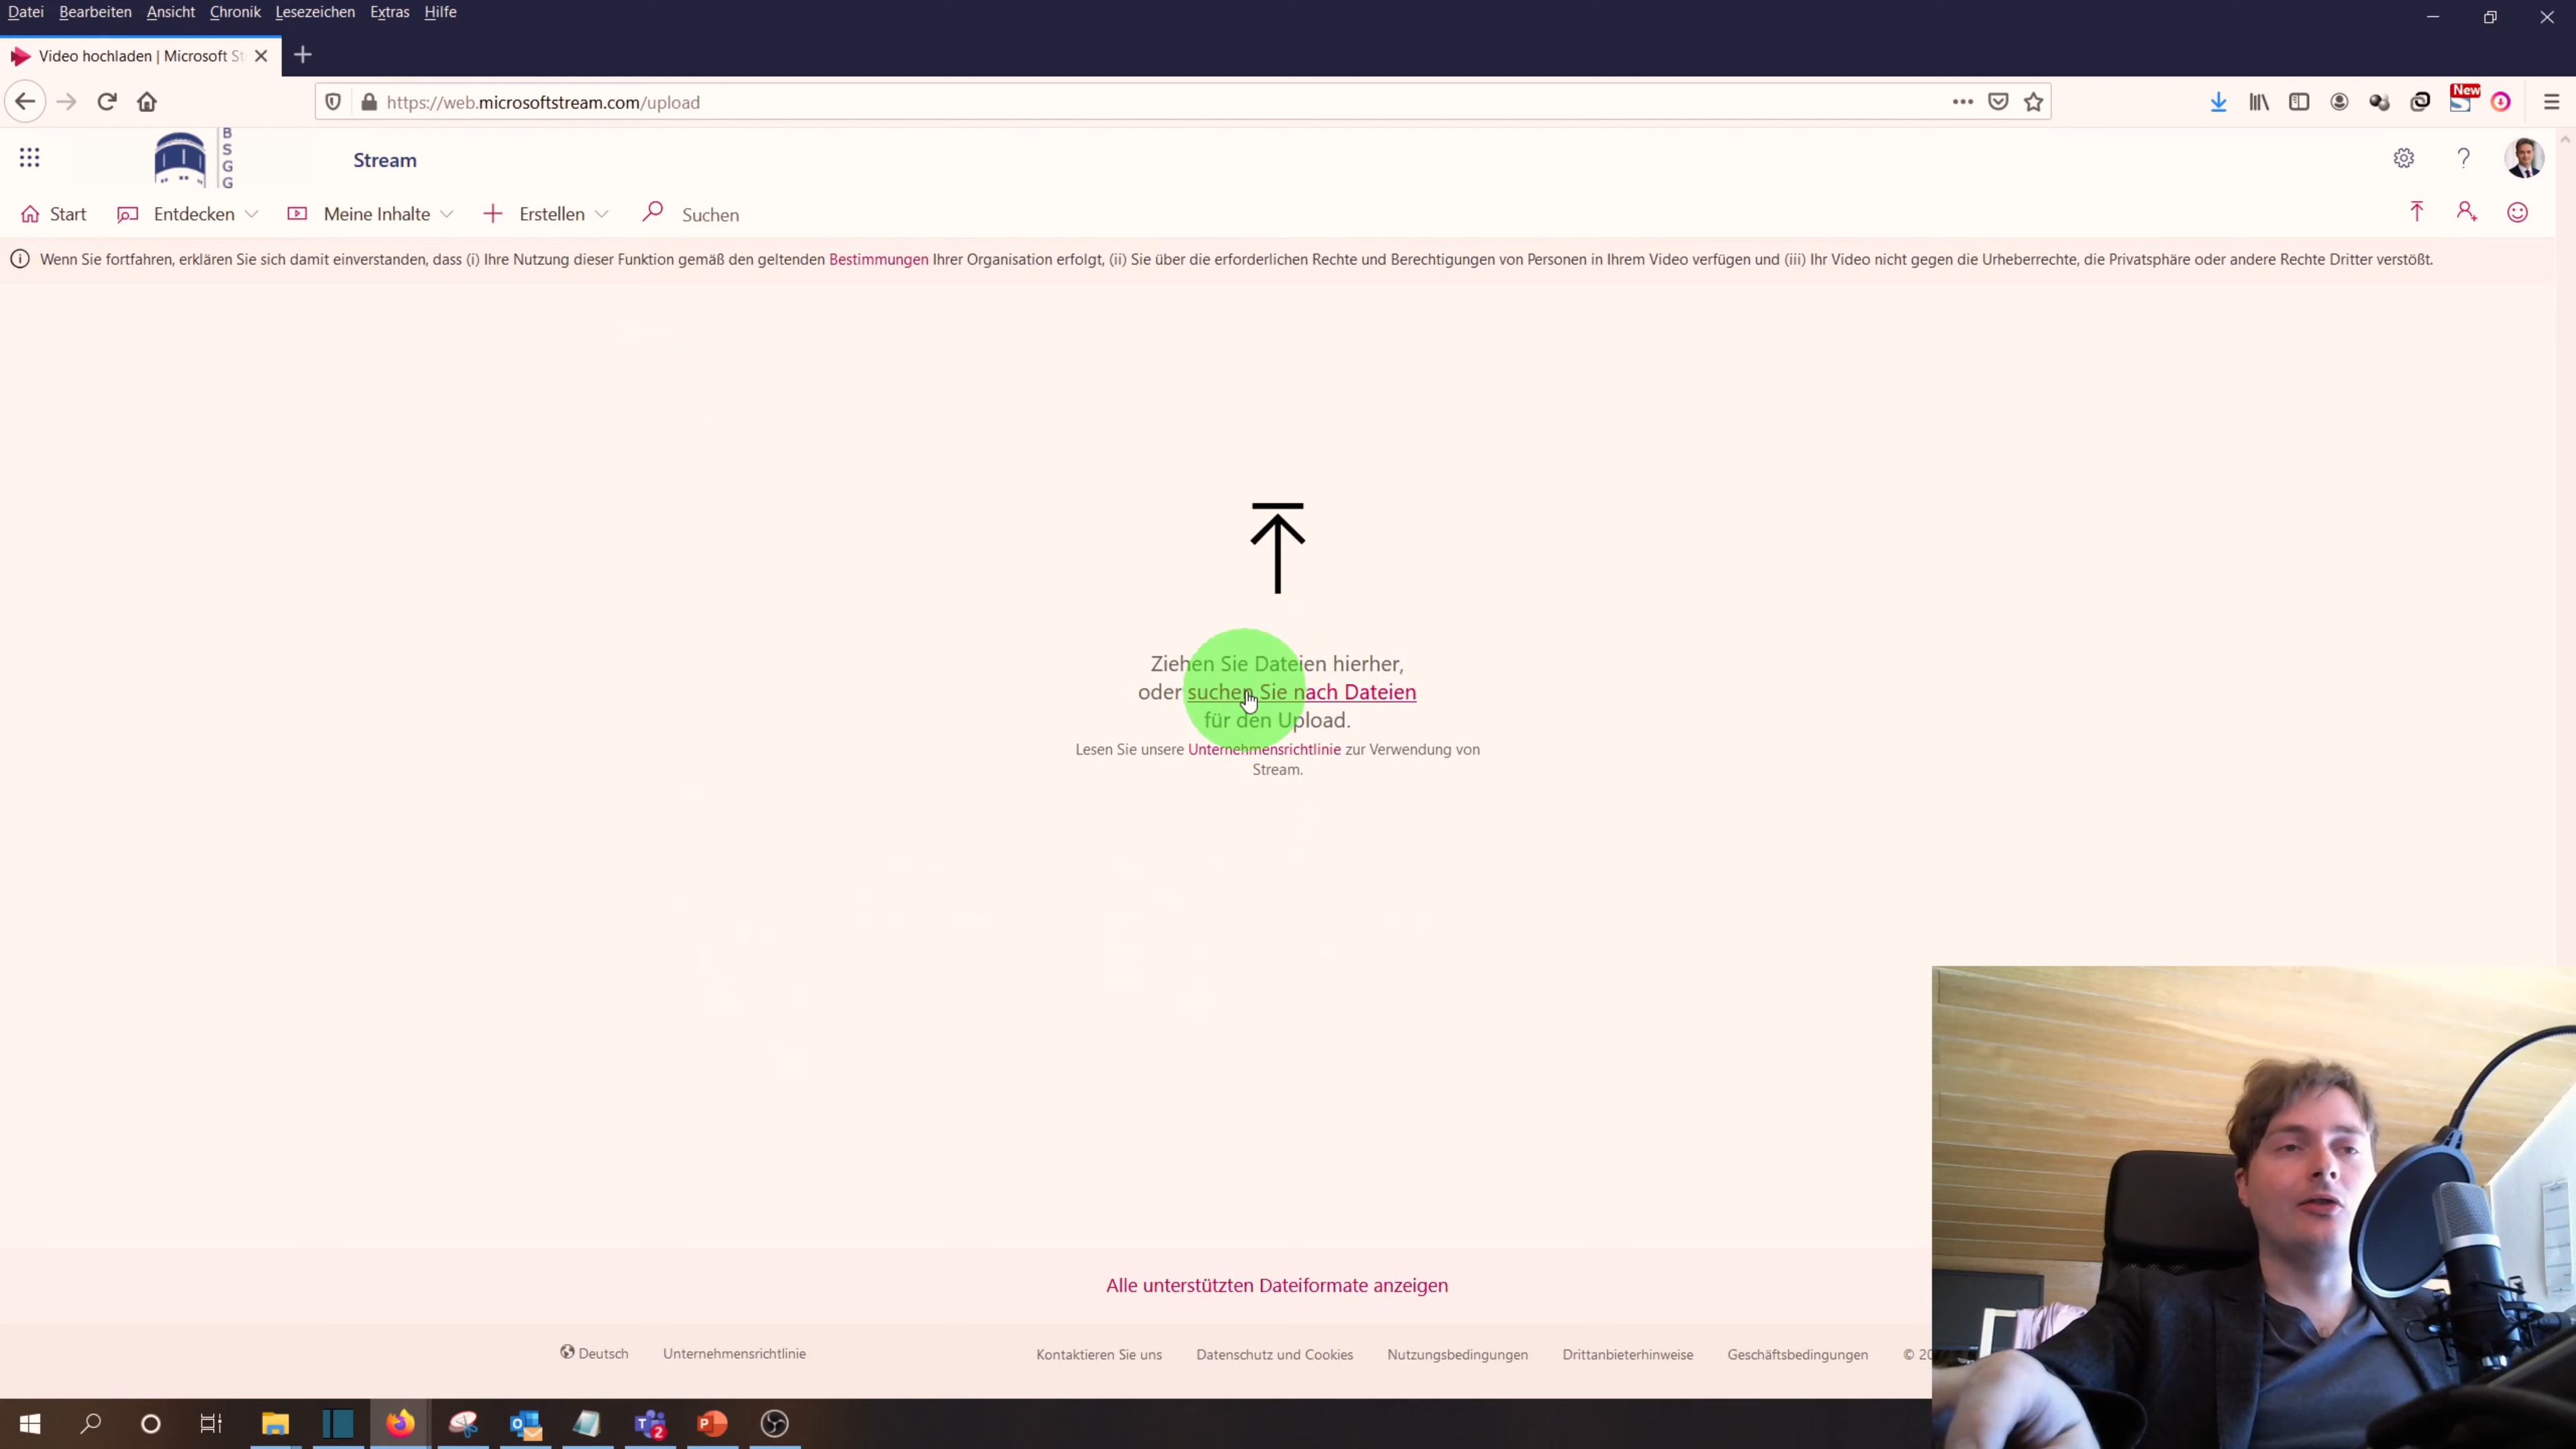 Datei Bearbeiten Ansicht Chronik Lesezeichen Extras Hilfe
Video hochladen | Microsoft St
https://web.microsoftstream.com/upload
New
B
S
G
G
Stream
Start Entdecken Meine Inhalte Erstellen Suchen
Wenn Sie fortfahren, erklären Sie sich damit einverstanden, dass (i) Ihre Nutzung dieser Funktion gemäß den geltenden Bestimmungen Ihrer Organisation erfolgt, (ii) Sie über die erforderlichen Rechte und Berechtigungen von Personen in Ihrem Video verfügen und (iii) Ihr Video nicht gegen die Urheberrechte, die Privatsphäre oder andere Rechte Dritter verstößt.
Ziehen Sie Dateien hierher,
oder suchen Sie nach Dateien
für den Upload.
Lesen Sie unsere Unternehmensrichtlinie zur Verwendung von
Stream.
Alle unterstützten Dateiformate anzeigen
Deutsch Unternehmensrichtlinie Kontaktieren Sie uns Datenschutz und Cookies Nutzungsbedingungen Drittanbieterhinweise Geschäftsbedingungen © 20